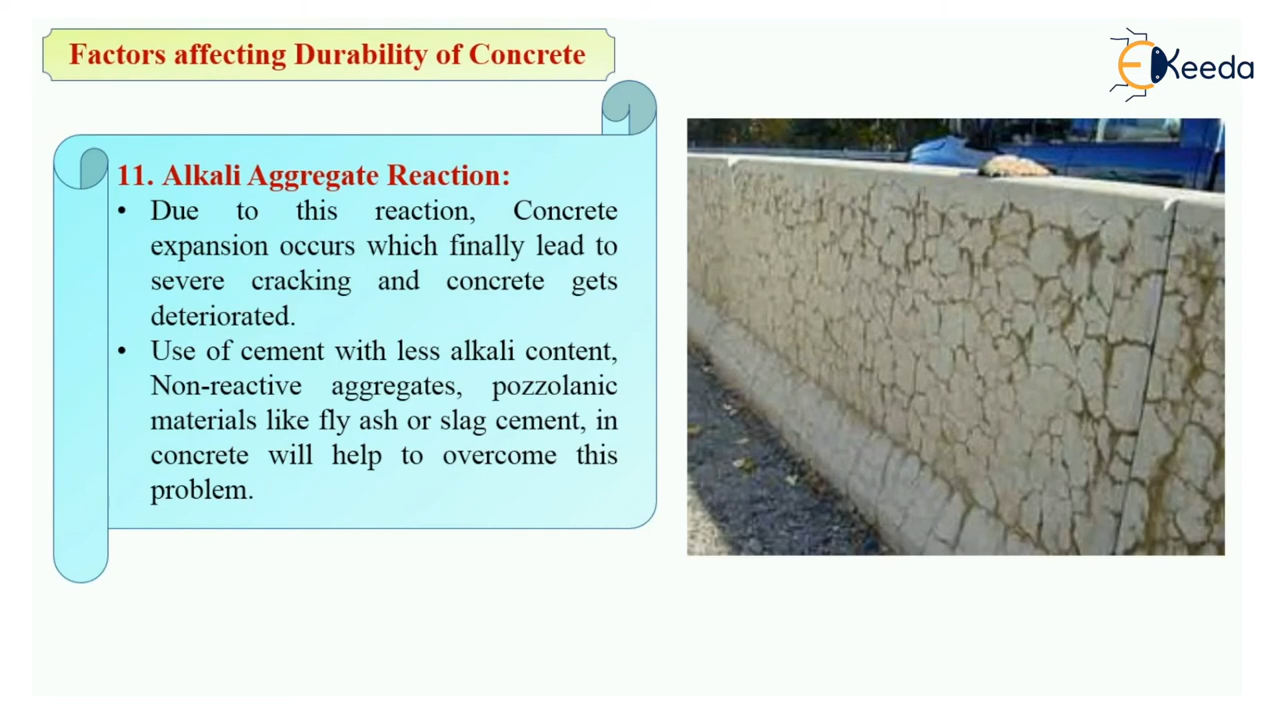 Factors affecting Durability of Concrete
EKeeda
11. Alkali Aggregate Reaction:
• Due to this reaction, Concrete
expansion occurs which finally lead to
severe cracking and concrete gets
deteriorated.
• Use of cement with less alkali content,
Non-reactive aggregates, pozzolanic
materials like fly ash or slag cement, in
concrete will help to overcome this
problem.